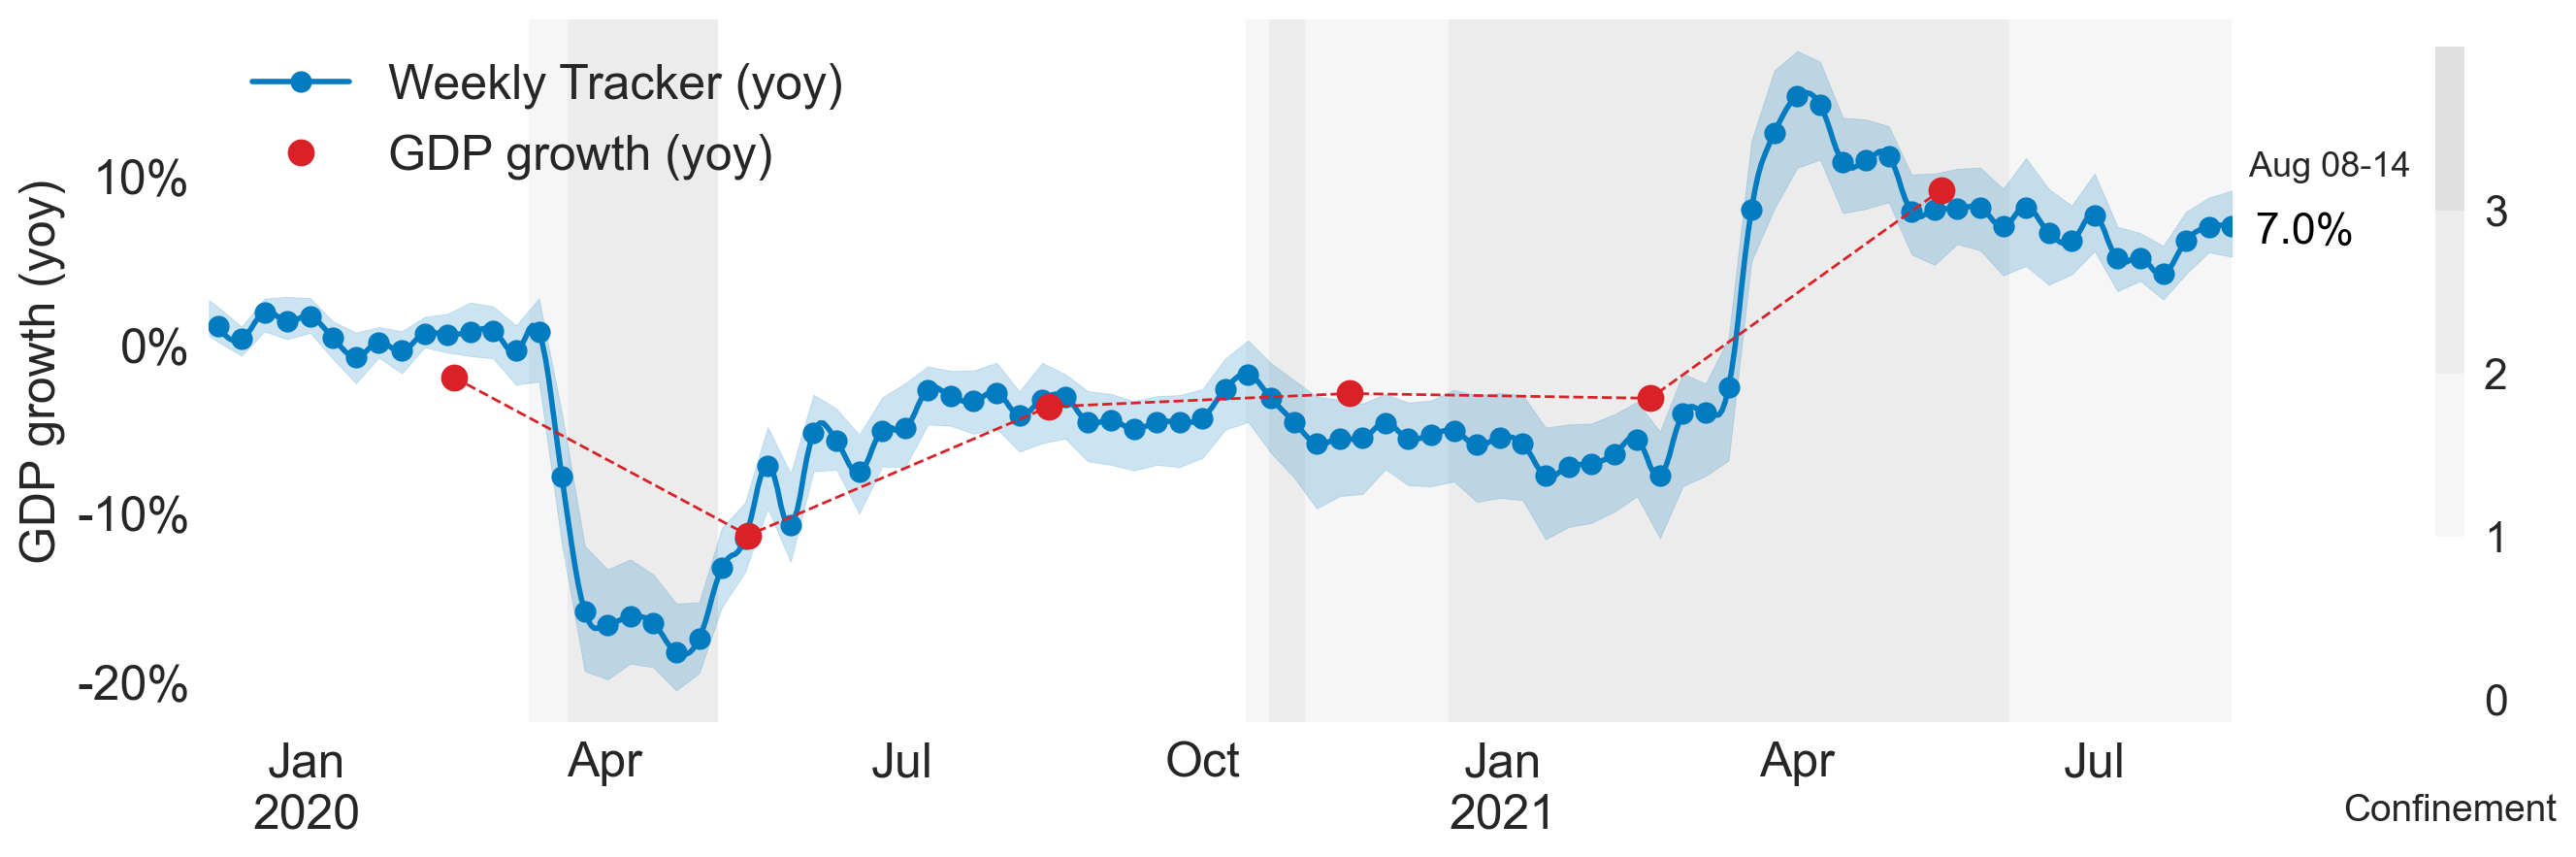 Weekly Tracker (yoy)
GDP growth (yoy)
GDP growth (yoy)
10%
0%
-10%
-20%
Jan
2020
Apr
Jul
Oct
Jan
2021
Apr
Jul
Aug 08-14
7.0%
3
2
1
0
Confinement